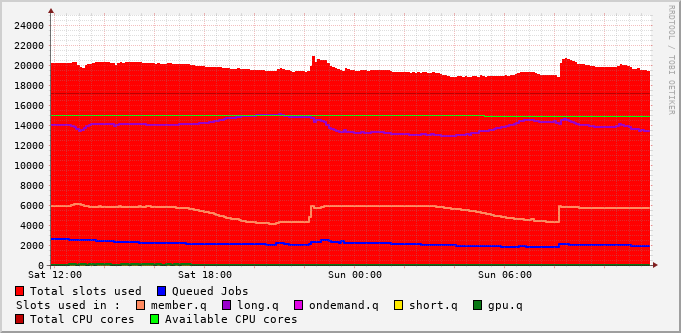 24000
22000
20000
18000
16000
14000
12000
10000
8000
6000
4000
2000
0
Sat 12:00 Sat 18:00 Sun 00:00 Sun 06:00
Total slots used Queued Jobs
Slots used in : member.q long.q ondemand.q short.q gpu.q
Total CPU cores Available CPU cores
RRDTOOL / TOBI OETIKER